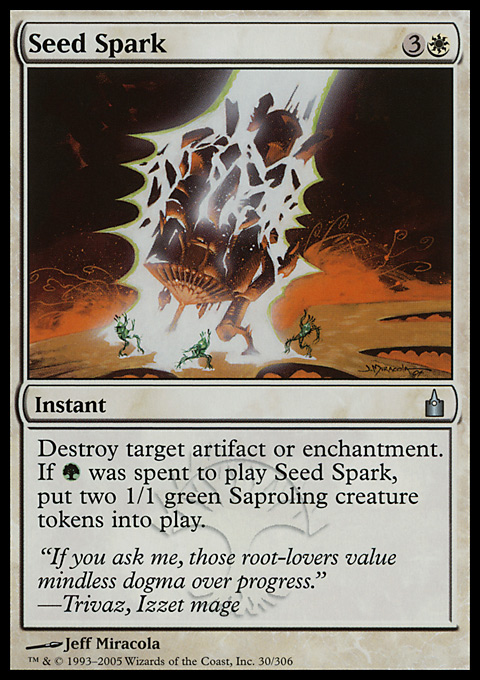 Seed Spark 3
J. MIRACOLA
Instant
Destroy target artifact or enchantment.
If was spent to play Seed Spark,
put two 1/1 green Saproling creature
tokens into play.
“If you ask me, those root-lovers value
mindless dogma over progress.”
—Trivaz, Izzet mage
Jeff Miracola
™ & © 1993–2005 Wizards of the Coast, Inc. 30/306